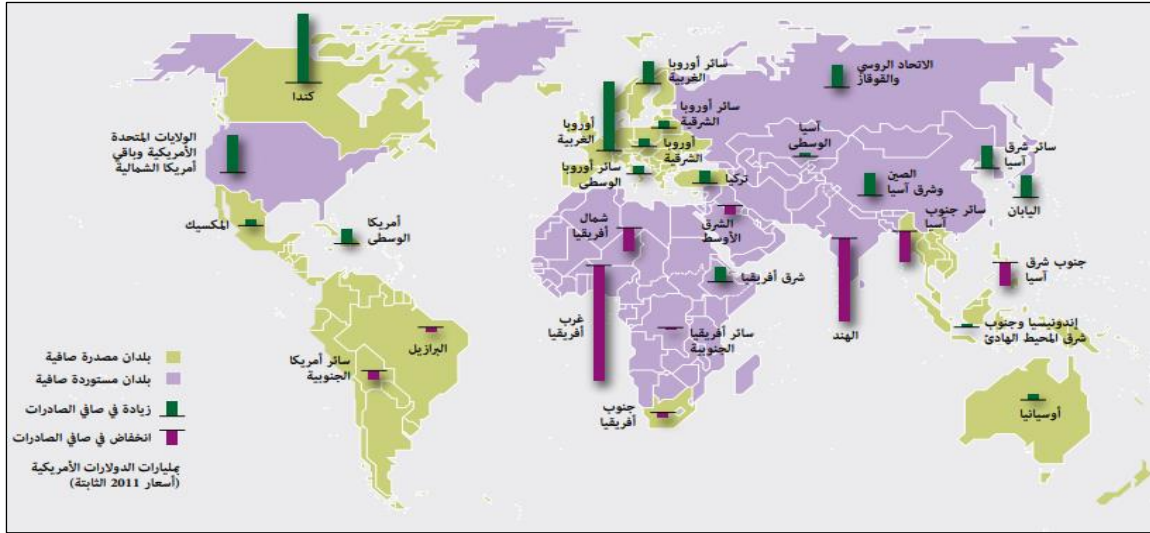 كندا
سائر أوروبا
الغربية
الاتحاد الروسي
والقوقاز
الولايات المتحدة
الأمريكية وباقي
أمريكا الشمالية
أوروبا
الغربية
سائر أوروبا
الشرقية
أوروبا
الشرقية
آسيا
الوسطى
سائر شرق
آسيا
سائر أوروبا
الوسطى
تركيا
الصين
وشرق آسيا
اليابان
المكسيك
أمريكا
الوسطى
شمال
أفريقيا
الشرق
الأوسط
سائر جنوب
آسيا
شرق أفريقيا
جنوب شرق
آسيا
غرب
أفريقيا
سائر أفريقيا
الجنوبية
الهند
إندونيسيا وجنوب
شرق المحيط الهادئ
البرازيل
سائر أمريكا
الجنوبية
جنوب
أفريقيا
أوسيانيا
بلدان مصدرة صافية
بلدان مستوردة صافية
زيادة في صافي الصادرات
انخفاض في صافي الصادرات
بمليارات الدولارات الأمريكية
(أسعار 2011 الثابتة)